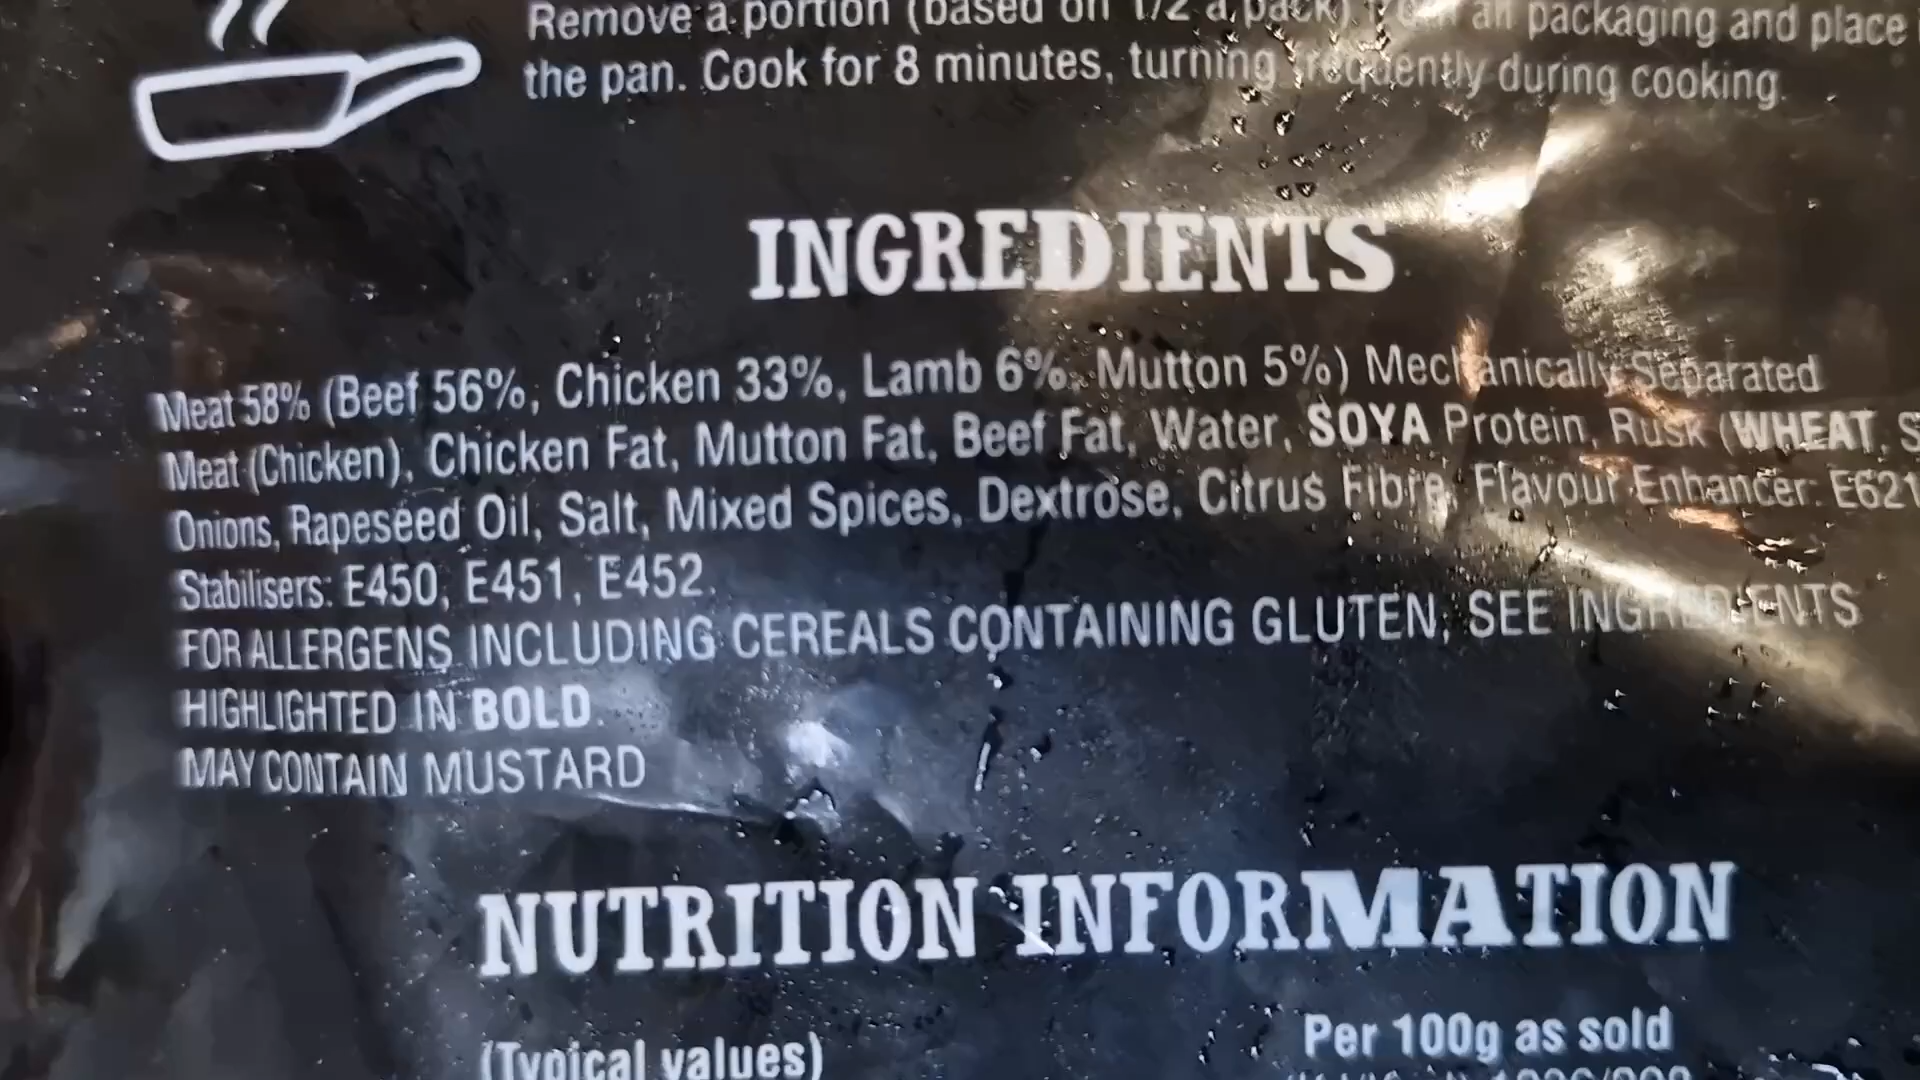 Remove a portion (based on 1/2 a pack) from all packaging and place
the pan. Cook for 8 minutes, turning frequently during cooking.
INGREDIENTS
Meat 58% (Beef 56%, Chicken 33%, Lamb 6%, Mutton 5%) Mechanically Separated
Meat (Chicken), Chicken Fat, Mutton Fat, Beef Fat, Water, SOYA Protein, Rusk (WHEAT, S
Onions, Rapeseed Oil, Salt, Mixed Spices, Dextrose, Citrus Fibre, Flavour Enhancer: E621
Stabilisers: E450, E451, E452.
FOR ALLERGENS INCLUDING CEREALS CONTAINING GLUTEN, SEE INGREDIENTS
HIGHLIGHTED IN BOLD.
MAY CONTAIN MUSTARD
NUTRITION INFORMATION
(Typical values)
Per 100g as sold